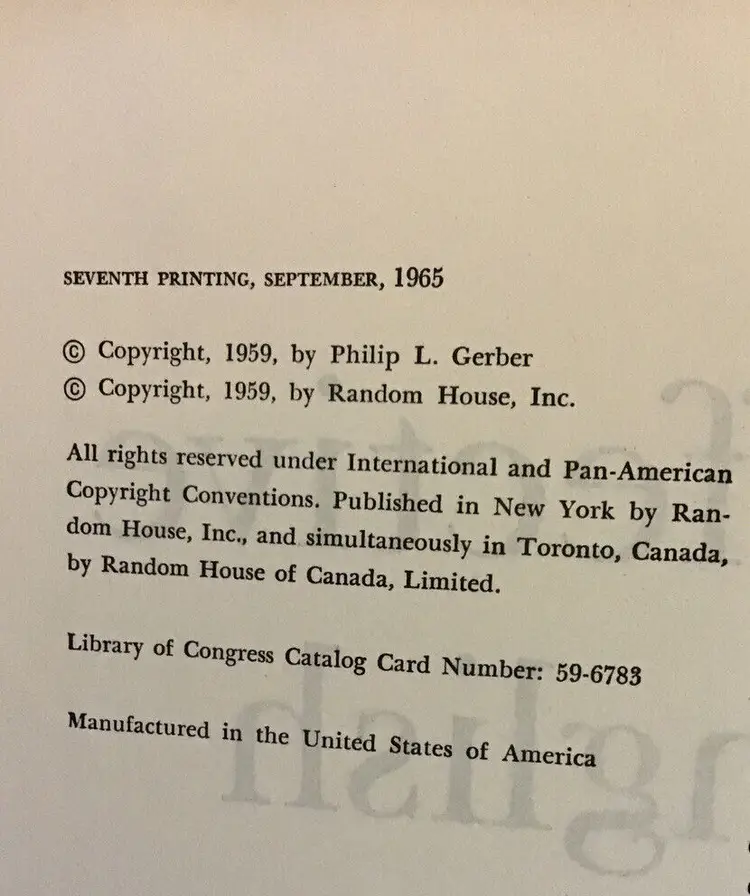 SEVENTH PRINTING, SEPTEMBER, 1965
© Copyright, 1959, by Philip L. Gerber
© Copyright, 1959, by Random House, Inc.
All rights reserved under International and Pan-American
Copyright Conventions. Published in New York by Ran-
dom House, Inc., and simultaneously in Toronto, Canada,
by Random House of Canada, Limited.
Library of Congress Catalog Card Number: 59-6783
Manufactured in the United States of America